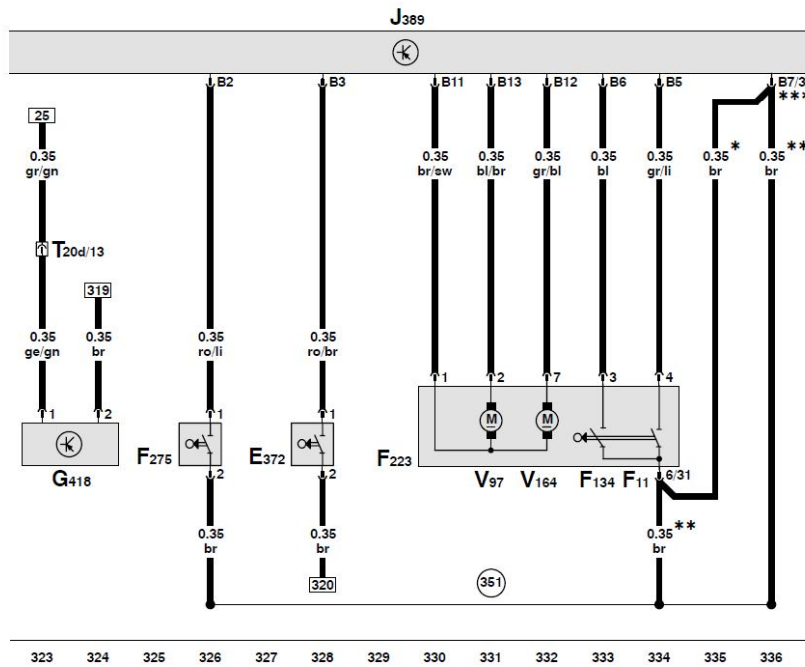 J389
B2 B3 B11 B13 B12 B6 B5 B7/3
***
25
0.35 0.35 0.35 0.35 0.35 0.35 * 0.35 **
gr/gn br/sw bl/br gr/bl bl gr/li br br
T20d/13
319
0.35 0.35 0.35 0.35
ge/gn br ro/li ro/br
1 2 7 3 4
1 2 1 1
M M
F275 E372 F223
G418 2 2 V97 V164 F134 F11 6/31
0.35 0.35 0.35 **
br br br
320 351
323 324 325 326 327 328 329 330 331 332 333 334 335 336